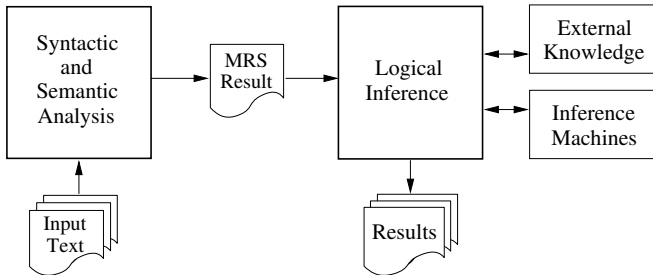 Syntactic
and
Semantic
Analysis
MRS
Result
Logical
Inference
External
Knowledge
Inference
Machines
Input
Text
Results